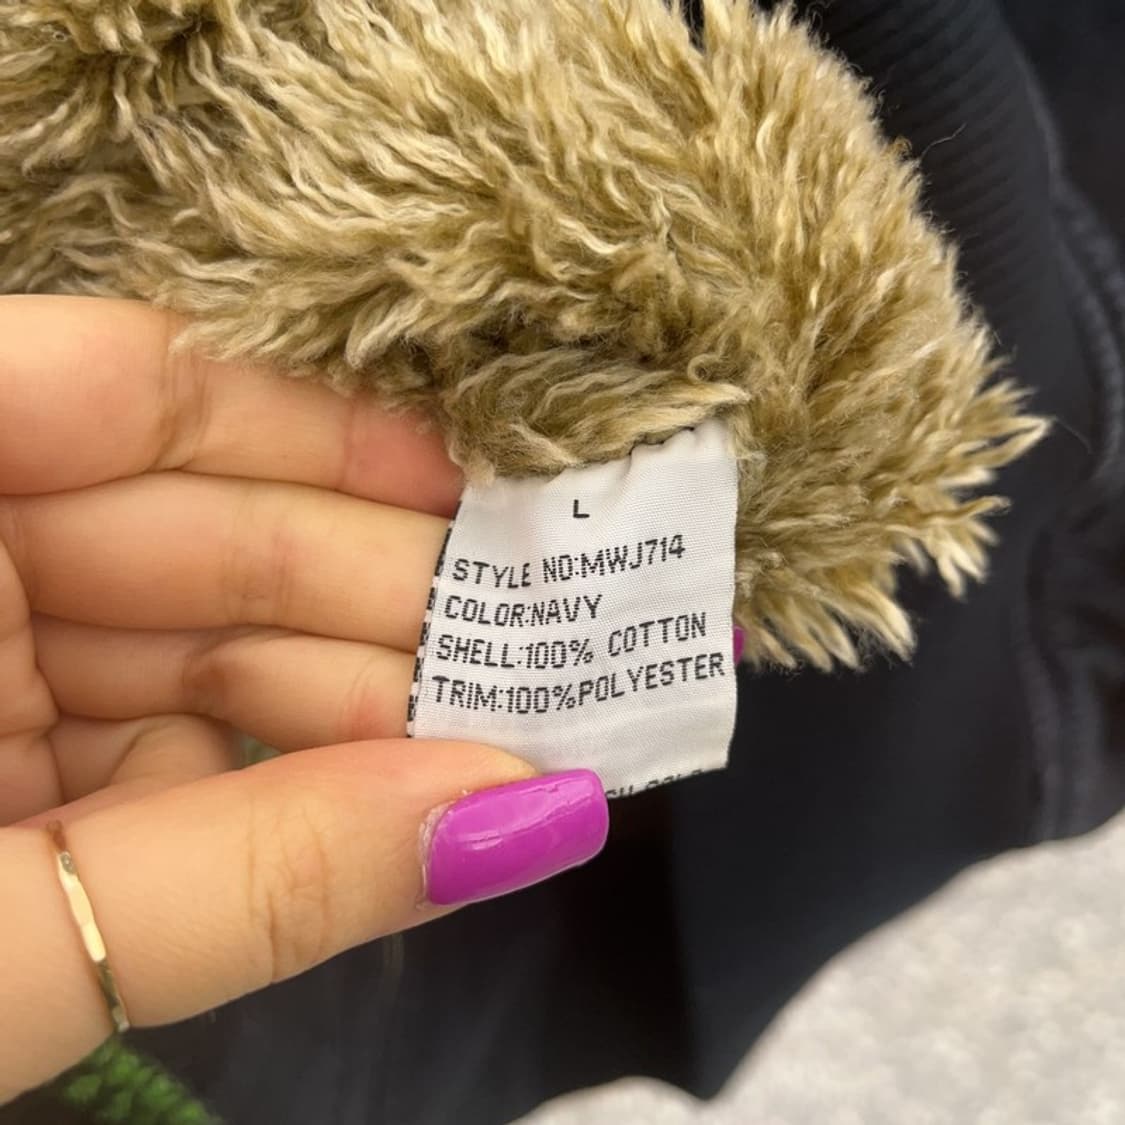 L
STYLE NO:MWJ714
COLOR:NAVY
SHELL:100% COTTON
TRIM:100%POLYESTER